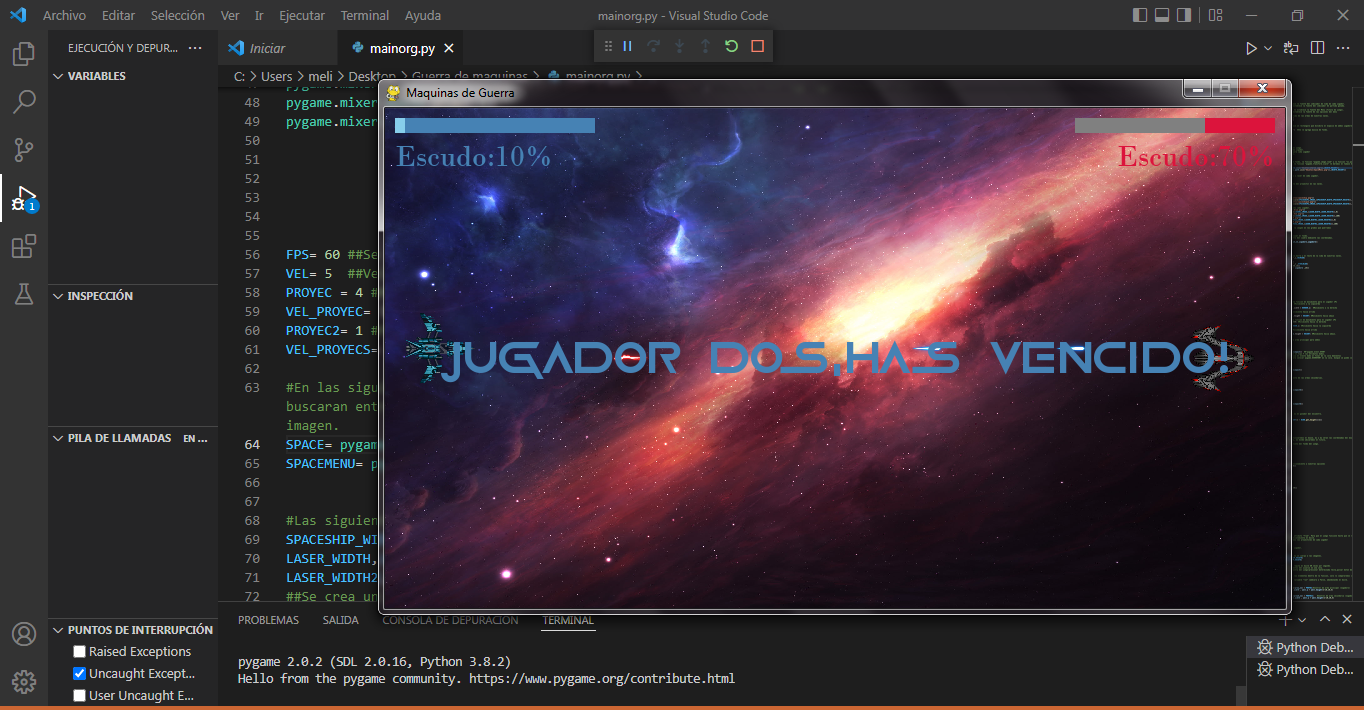 Archivo Editar Selección Ver Ir Ejecutar Terminal Ayuda
mainorg.py - Visual Studio Code
EJECUCIÓN Y DEPUR... ...
Iniciar
mainorg.py
C: > Users > meli > Desktop > Guerra de maquinas > mainorg.py >
VARIABLES
INSPECCIÓN
PILA DE LLAMADAS EN ...
PUNTOS DE INTERRUPCIÓN
Raised Exceptions
Uncaught Except...
User Uncaught E...
1
48 pygame.mixer
49 pygame.mixer
50
51
52
53
54
55
56 FPS= 60 ##Se
57 VEL= 5 ##Ve
58 PROYEC = 4 #
59 VEL_PROYEC=
60 PROYEC2= 1 #
61 VEL_PROYECS=
62
63 #En las sigu
buscaran ent
imagen.
64 SPACE= pygam
65 SPACEMENU= p
66
67
68 #Las siguien
69 SPACESHIP_WI
70 LASER_WIDTH,
71 LASER_WIDTH2
72 ##Se crea un
Maquinas de Guerra
Escudo:10%
Escudo:70%
JUGADOR DOS,HAS VENCIDO!
PROBLEMAS SALIDA CONSOLA DE DEPURACIÓN TERMINAL
pygame 2.0.2 (SDL 2.0.16, Python 3.8.2)
Hello from the pygame community. https://www.pygame.org/contribute.html
Python Deb...
Python Deb...